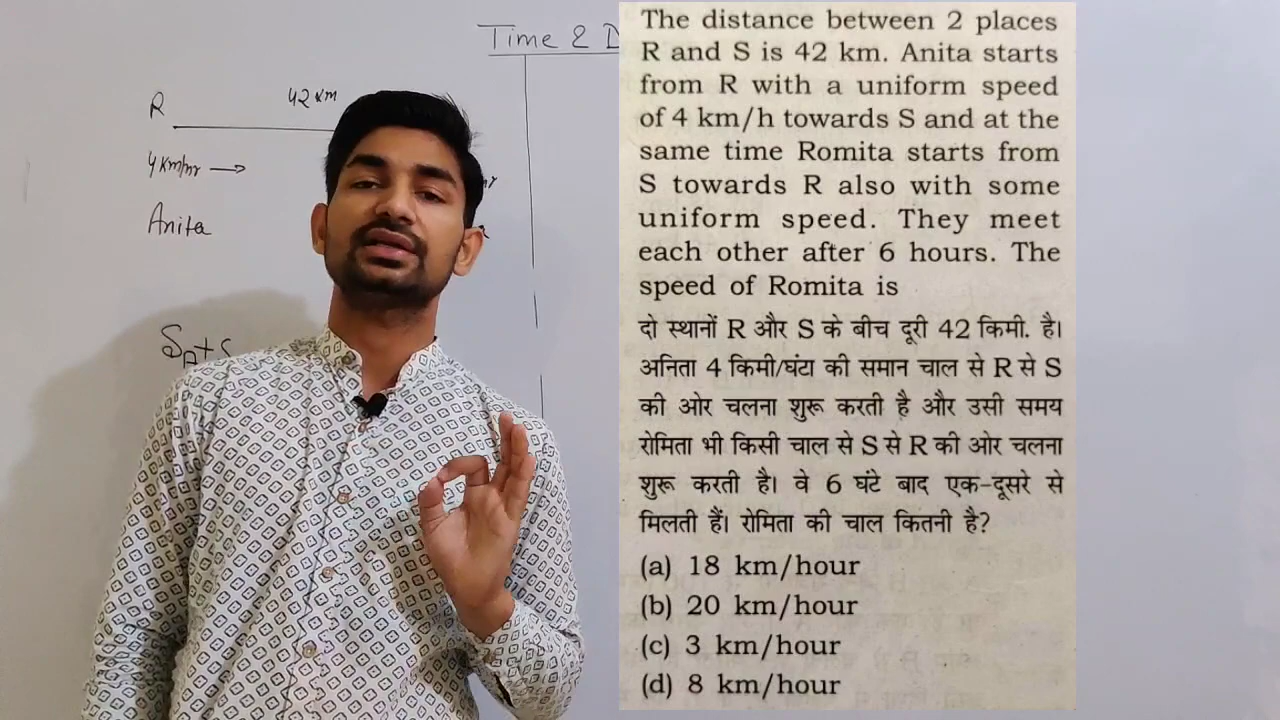 Time & D
R
42 km
4 km/hr →
Anita
The distance between 2 places
R and S is 42 km. Anita starts
from R with a uniform speed
of 4 km/h towards S and at the
same time Romita starts from
S towards R also with some
uniform speed. They meet
each other after 6 hours. The
speed of Romita is
दो स्थानों R और S के बीच दूरी 42 किमी. है।
अनिता 4 किमी/घंटा की समान चाल से R से S
की ओर चलना शुरू करती है और उसी समय
रोमिता भी किसी चाल से S से R की ओर चलना
शुरू करती है। वे 6 घंटे बाद एक-दूसरे से
मिलती हैं। रोमिता की चाल कितनी है?
(a) 18 km/hour
(b) 20 km/hour
(c) 3 km/hour
(d) 8 km/hour